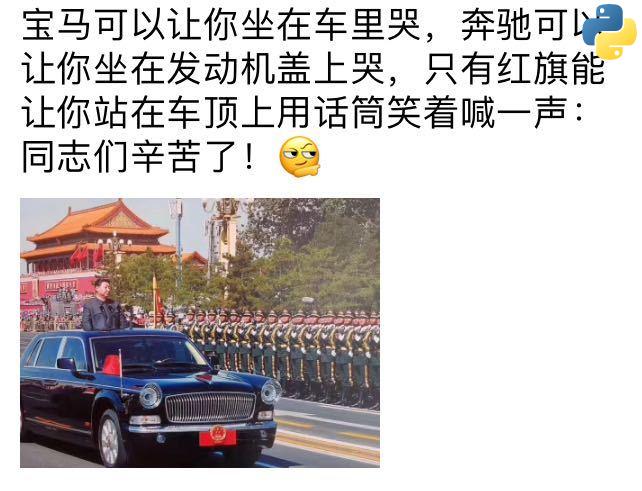 宝马可以让你坐在车里哭，奔驰可以
让你坐在发动机盖上哭，只有红旗能
让你站在车顶上用话筒笑着喊一声：
同志们辛苦了！